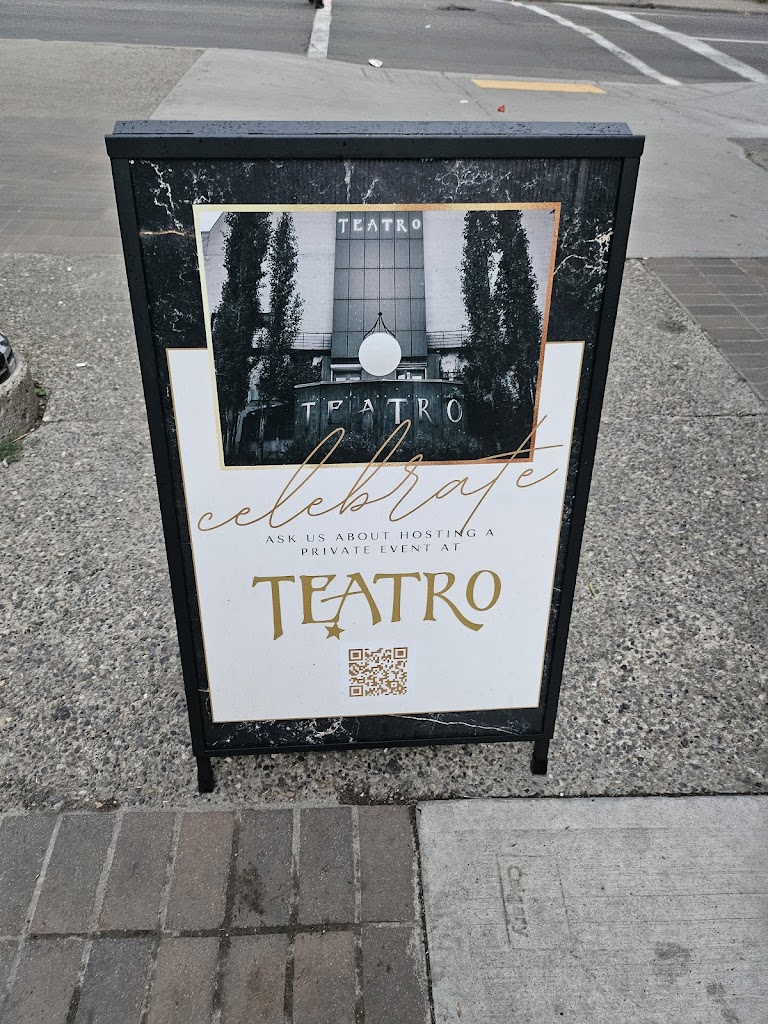 TEATRO
TEATRO
celebrate
ASK US ABOUT HOSTING A
PRIVATE EVENT AT
TEATRO